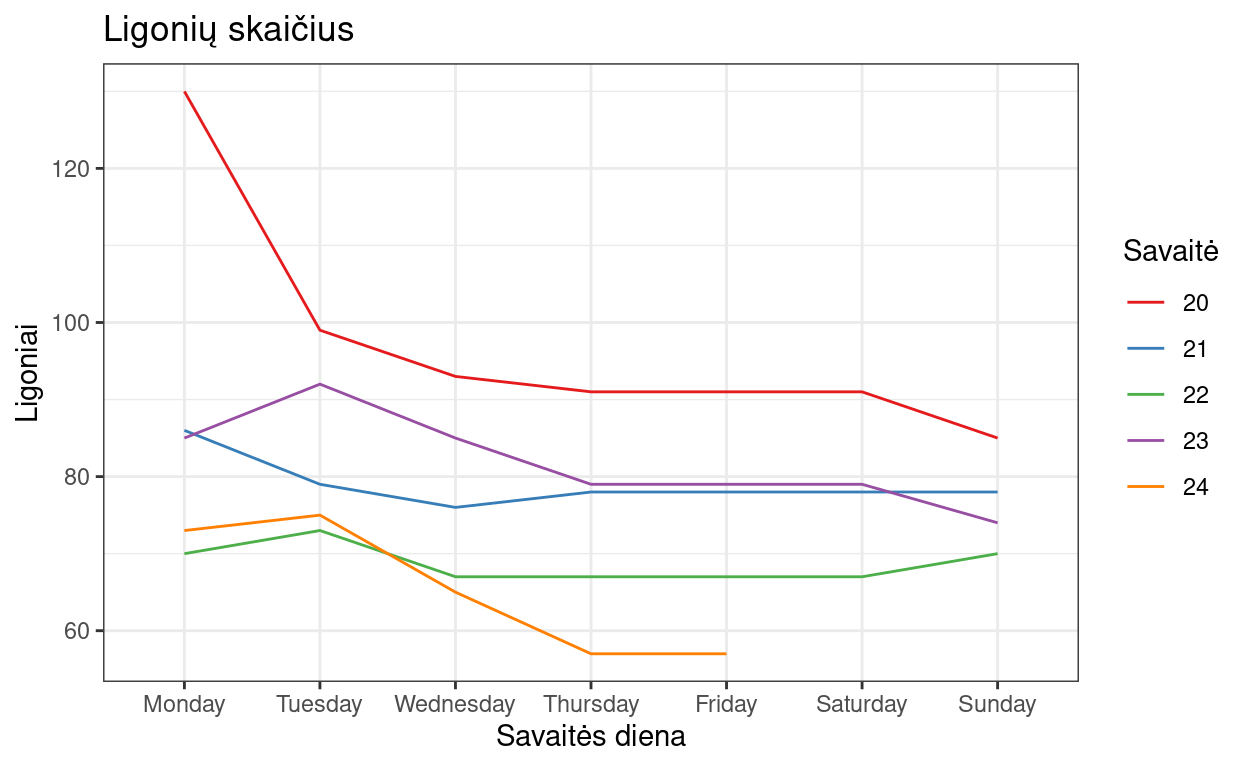 Ligonių skaičius
Ligoniai
120
100
80
60
Monday
Tuesday
Wednesday
Thursday
Friday
Saturday
Sunday
Savaitės diena
Savaitė
20
21
22
23
24